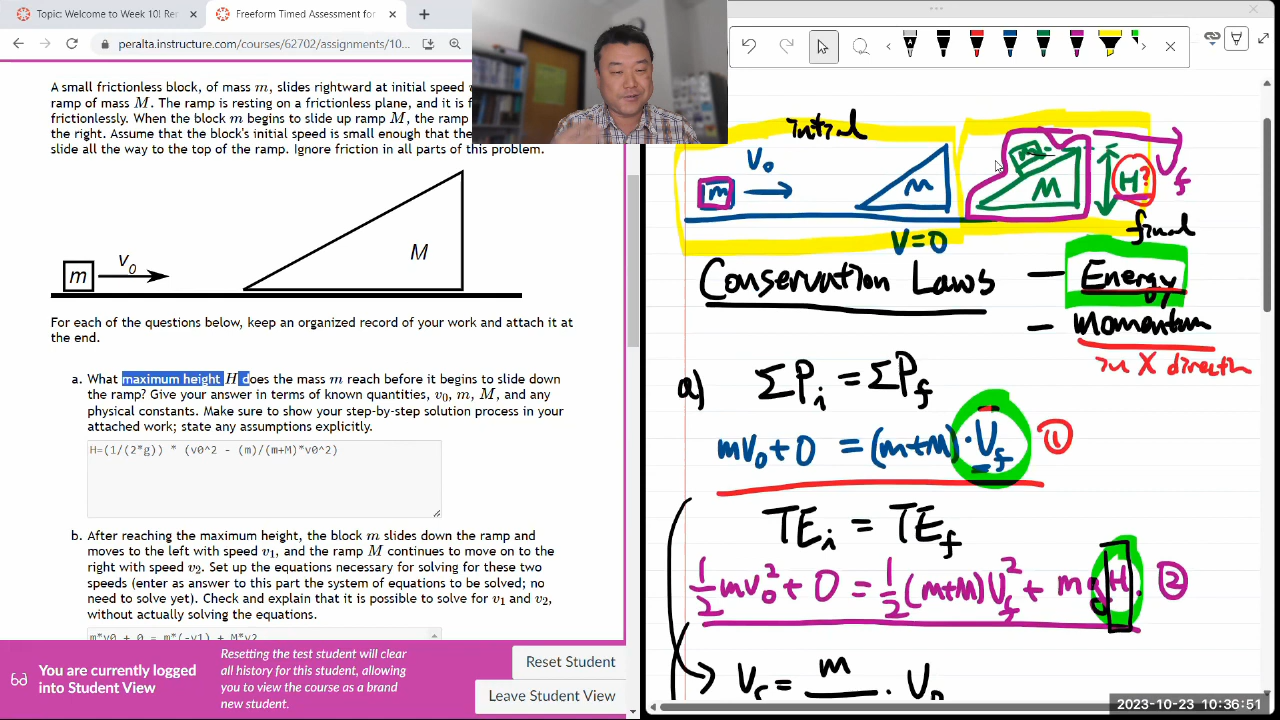 Topic: Welcome to Week 10! Re
Freeform Timed Assessment for
peralta.instructure.com/courses/62702/assignments/10...
A small frictionless block, of mass m, slides rightward at initial speed
ramp of mass M. The ramp is resting on a frictionless plane, and it is f
frictionlessly. When the block m begins to slide up ramp M, the ramp
the right. Assume that the block's initial speed is small enough that the
slide all the way to the top of the ramp. Ignore friction in all parts of this problem.
m
v0
M
For each of the questions below, keep an organized record of your work and attach it at
the end.
a. What maximum height H does the mass m reach before it begins to slide down
the ramp? Give your answer in terms of known quantities, v0, m, M, and any
physical constants. Make sure to show your step-by-step solution process in your
attached work; state any assumptions explicitly.
H=(1/(2*g)) * (v0^2 - (m)/(m+M)*v0^2)
b. After reaching the maximum height, the block m slides down the ramp and
moves to the left with speed v1, and the ramp M continues to move on to the
right with speed v2. Set up the equations necessary for solving for these two
speeds (enter as answer to this part the system of equations to be solved; no
need to solve yet). Check and explain that it is possible to solve for v1 and v2,
without actually solving the equations.
m*v0 + 0 = m*(-v1) + M*v2
You are currently logged
into Student View
Resetting the test student will clear
all history for this student, allowing
you to view the course as a brand
new student.
Reset Student
Leave Student View
initial
m
V0
M
V=0
m
M
H?
Vf
final
Conservation Laws
— Energy
— Momentum
in X direction
a) ΣPi = ΣPf
mV0 + 0 = (m+M)·Vf ①
TEi = TEf
1/2 mV0² + 0 = 1/2 (m+M)Vf² + mgH. ②
Vf = m · V0
2023-10-23 10:36:51